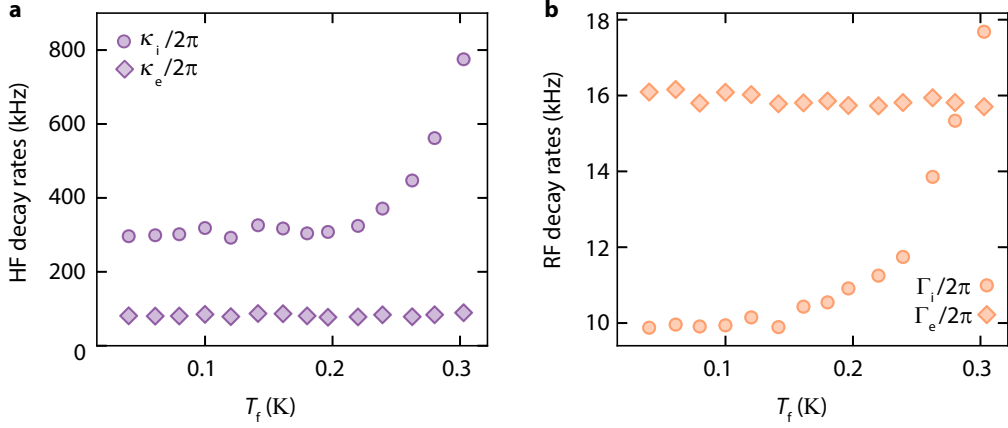 a
HF decay rates (kHz)
800
600
400
200
0
κi/2π
κe/2π
0.1
0.2
0.3
Tf (K)
b
RF decay rates (kHz)
18
16
14
12
10
Γi/2π
Γe/2π
0.1
0.2
0.3
Tf (K)